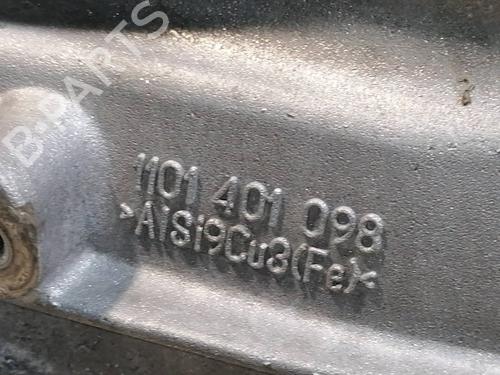 B-PARTS
1101 401 098
>AlSi9Cu3(Fe)<